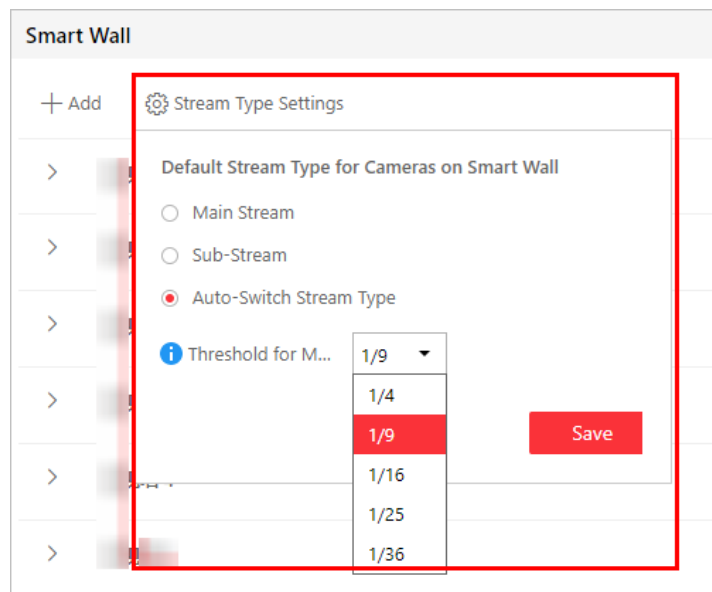 Smart Wall
Add
Stream Type Settings
Default Stream Type for Cameras on Smart Wall
Main Stream
Sub-Stream
Auto-Switch Stream Type
Threshold for M... 1/9
1/4
1/9
Save
1/16
1/25
1/36